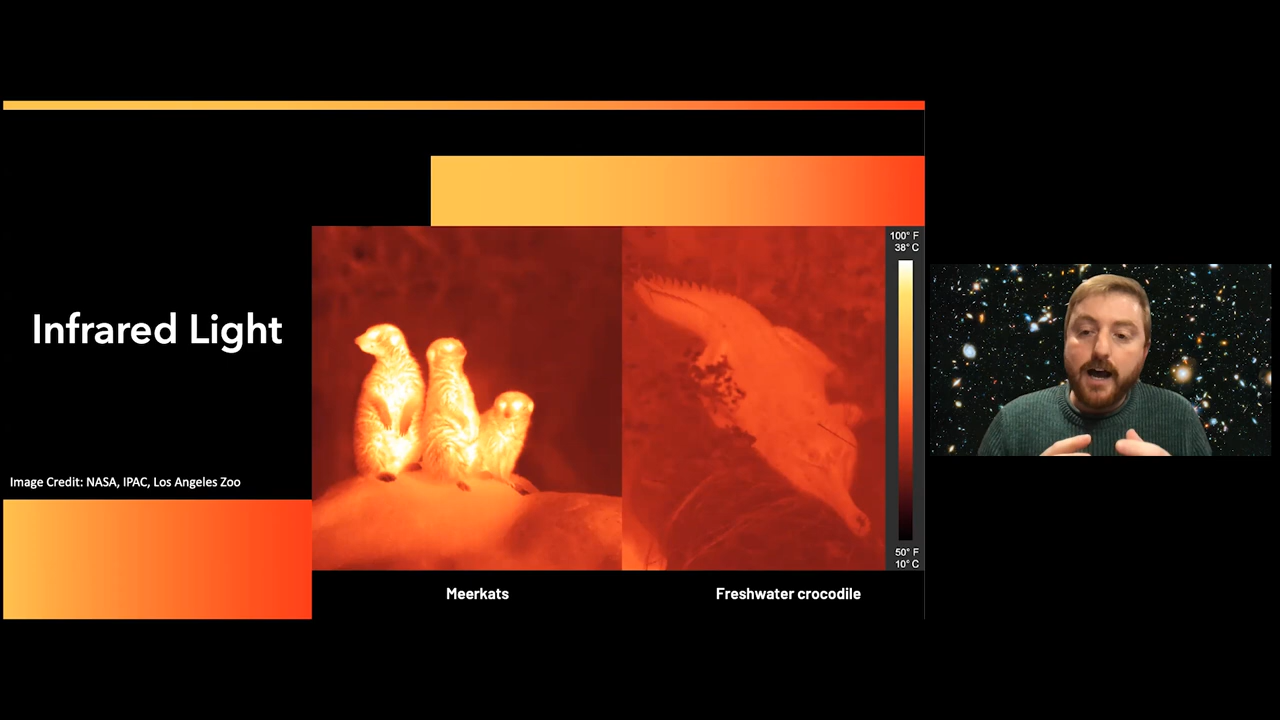 Infrared Light
Image Credit: NASA, IPAC, Los Angeles Zoo
100° F
38° C
50° F
10° C
Meerkats
Freshwater crocodile